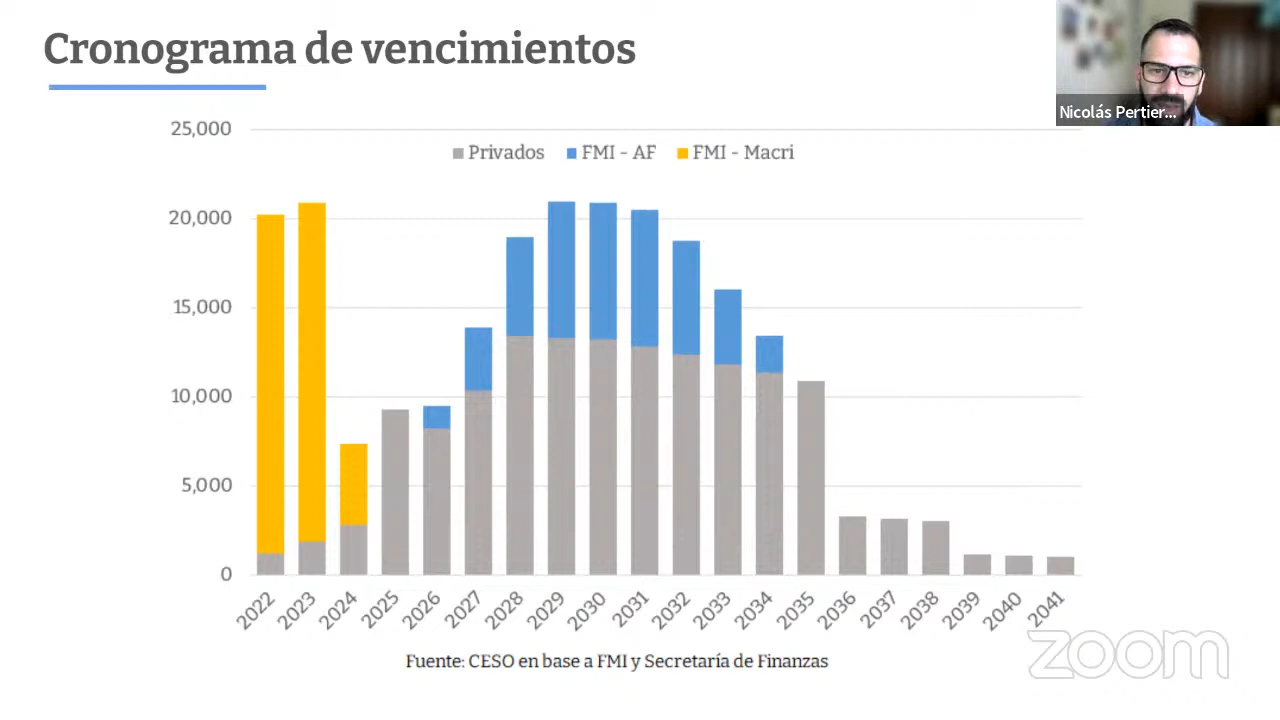 Cronograma de vencimientos
Nicolás Pertier...
25,000
Privados FMI - AF FMI - Macri
20,000
15,000
10,000
5,000
0
2022 2023 2024 2025 2026 2027 2028 2029 2030 2031 2032 2033 2034 2035 2036 2037 2038 2039 2040 2041
Fuente: CESO en base a FMI y Secretaría de Finanzas
zoom